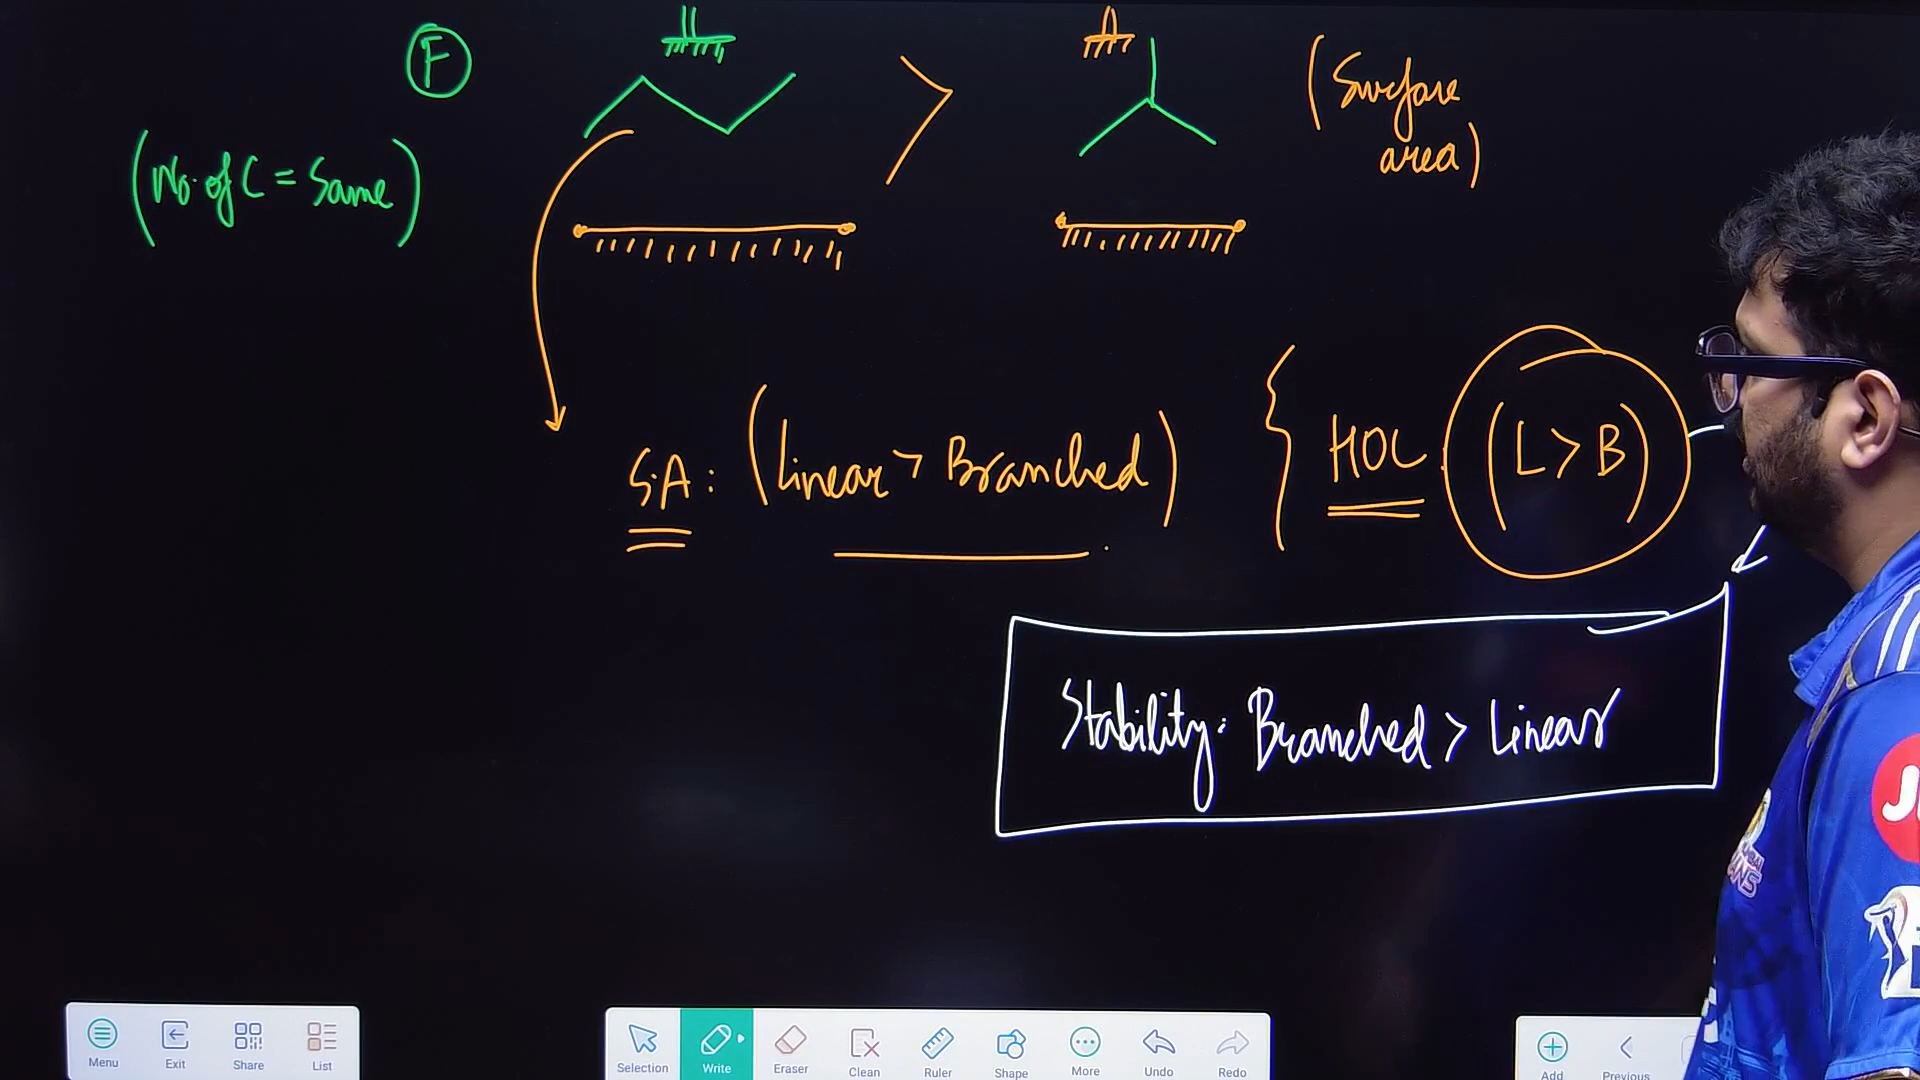 F
(Surface
area)
(No. of C = Same)
>
S.A: (Linear > Branched)
HOC (L > B)
Stability: Branched > Linear
Menu
Exit
Share
List
Selection
Write
Eraser
Clean
Ruler
Shape
More
Undo
Redo
Add
Previous